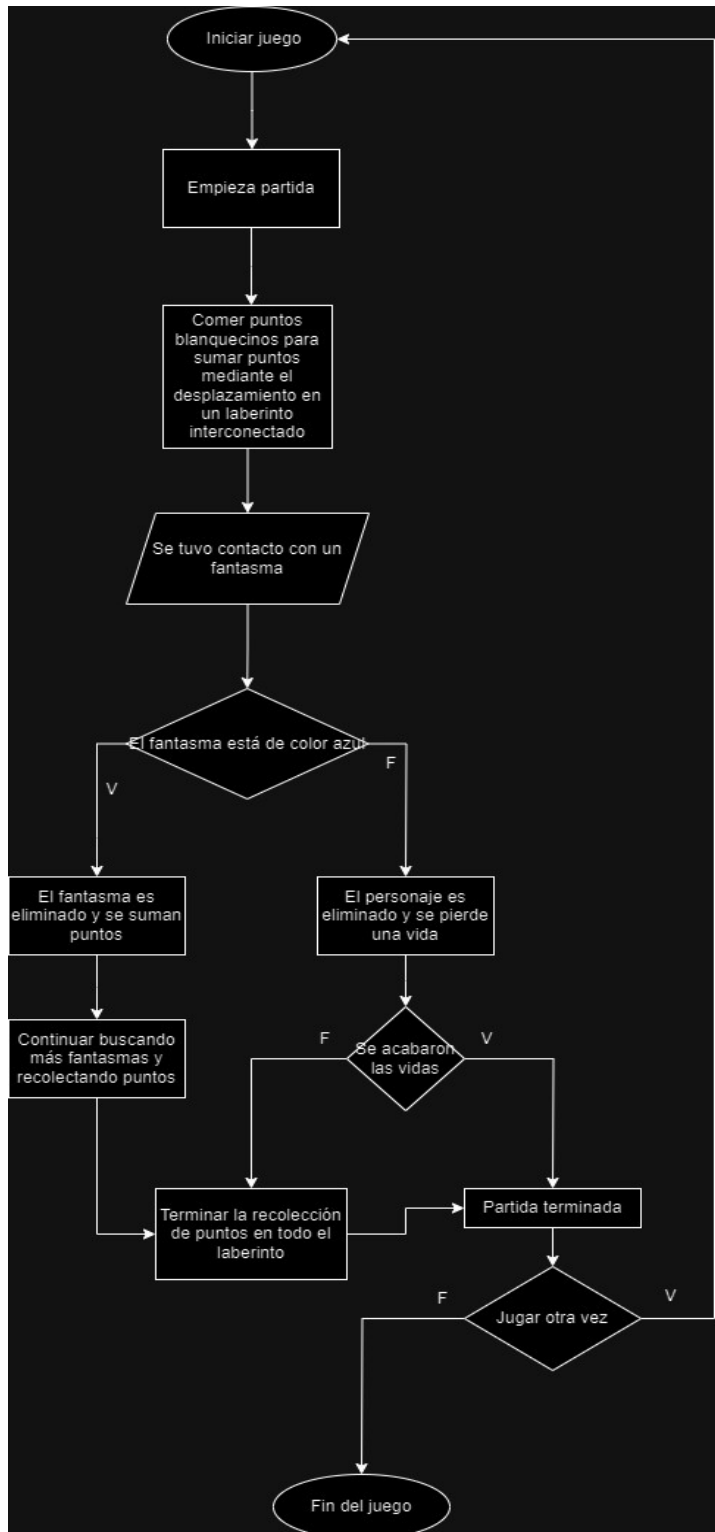 Iniciar juego
Empieza partida
Comer puntos
blanquecinos para
sumar puntos
mediante el
desplazamiento en
un laberinto
interconectado
Se tuvo contacto con un
fantasma
El fantasma está de color azul
V
F
El fantasma es
eliminado y se suman
puntos
El personaje es
eliminado y se pierde
una vida
Continuar buscando
más fantasmas y
recolectando puntos
F
Se acabaron
las vidas
V
Terminar la recolección
de puntos en todo el
laberinto
Partida terminada
F
Jugar otra vez
V
Fin del juego